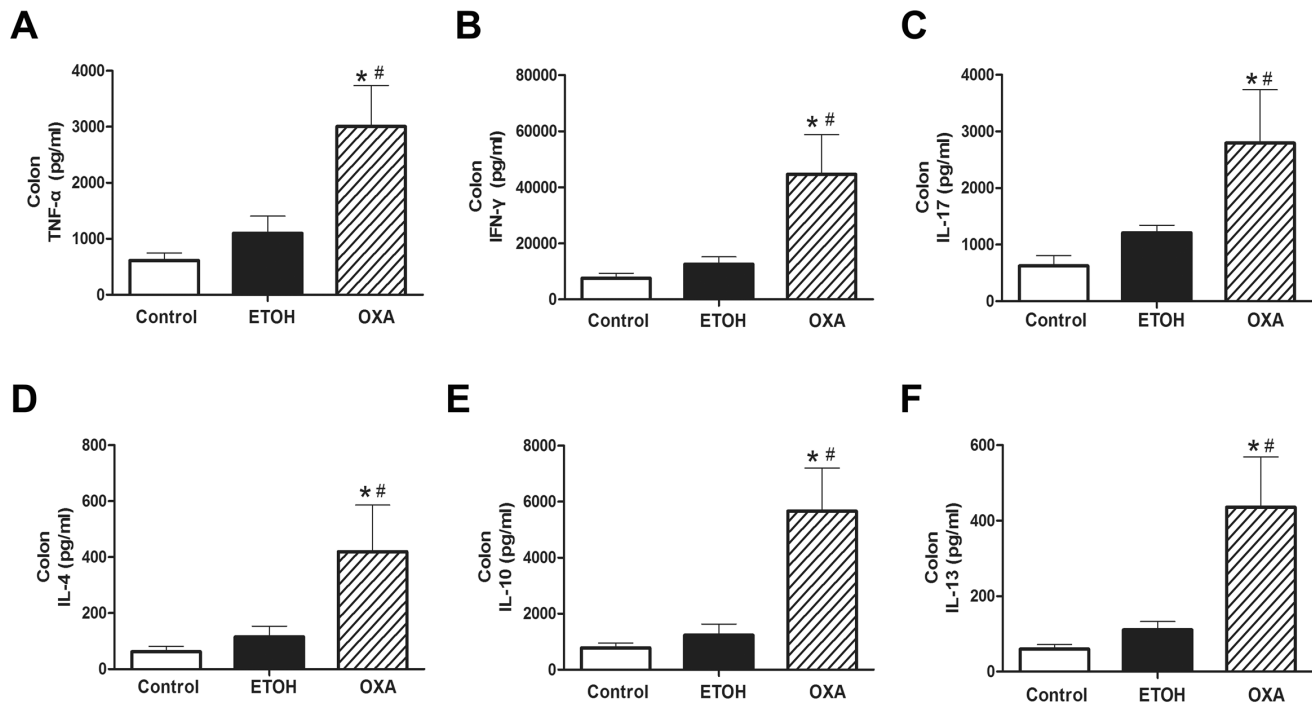 A
Colon
TNF-α (pg/ml)
4000
3000
2000
1000
0
* #
Control ETOH OXA
B
Colon
IFN-γ (pg/ml)
80000
60000
40000
20000
0
* #
Control ETOH OXA
C
Colon
IL-17 (pg/ml)
4000
3000
2000
1000
0
* #
Control ETOH OXA
D
Colon
IL-4 (pg/ml)
800
600
400
200
0
* #
Control ETOH OXA
E
Colon
IL-10 (pg/ml)
8000
6000
4000
2000
0
* #
Control ETOH OXA
F
Colon
IL-13 (pg/ml)
600
400
200
0
* #
Control ETOH OXA